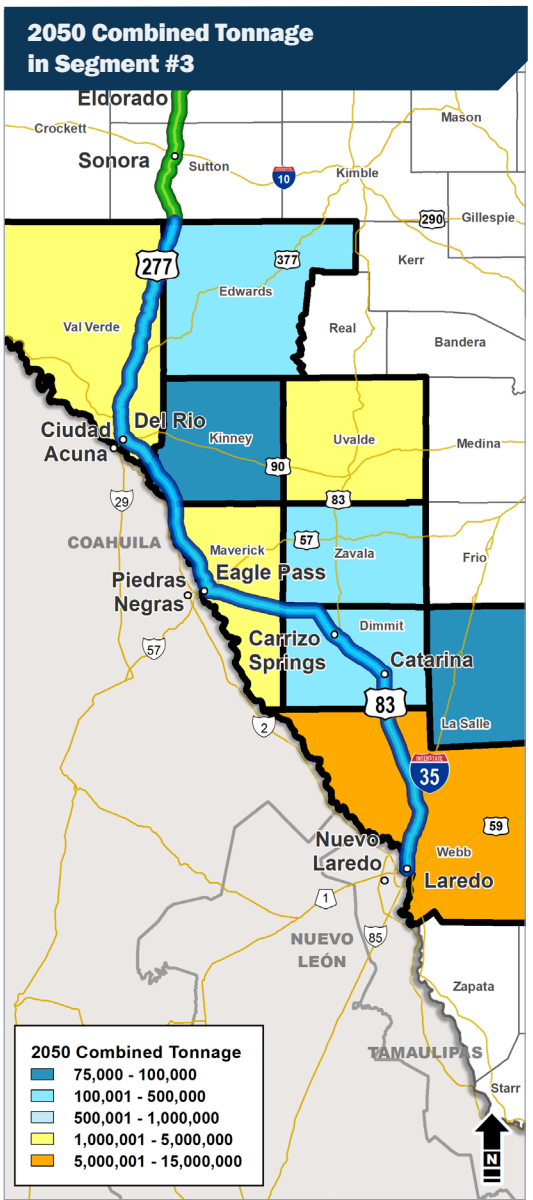 2050 Combined Tonnage
in Segment #3
Eldorado
Crockett
Mason
Sonora
Sutton
INTERSTATE
10
Kimble
290
Gillespie
277
377
Kerr
Edwards
Val Verde
Real
Bandera
Del Rio
Ciudad
Acuna
Kinney
Uvalde
Medina
90
83
29
57
COAHUILA
Maverick
Zavala
Frio
Eagle Pass
Piedras
Negras
Dimmit
Carrizo
Springs
57
Catarina
83
2
La Salle
INTERSTATE
35
59
Nuevo
Laredo
Webb
Laredo
1
85
NUEVO
LEÓN
Zapata
TAMAULIPAS
Starr
2050 Combined Tonnage
75,000 - 100,000
100,001 - 500,000
500,001 - 1,000,000
1,000,001 - 5,000,000
5,000,001 - 15,000,000
N